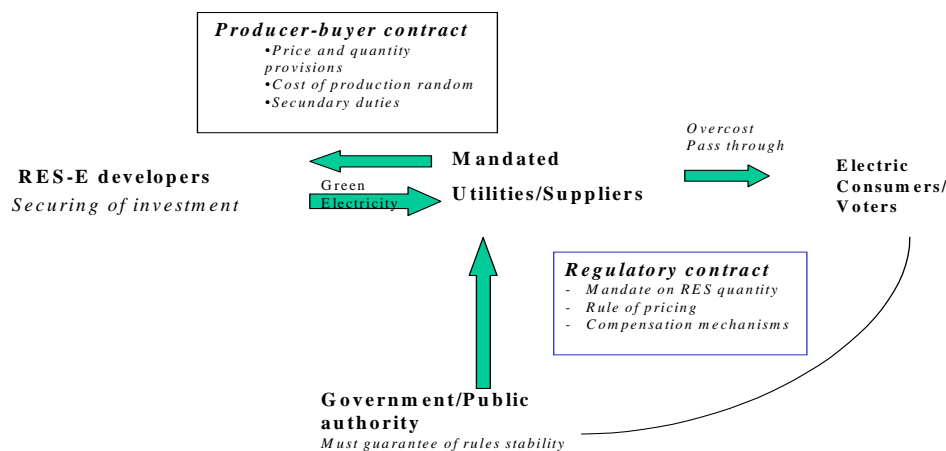 Producer-buyer contract
•Price and quantity
provisions
•Cost of production random
•Secundary duties
Overcost
Pass through
RES-E developers
Securing of investment
Green
Electricity
Mandated
Utilities/Suppliers
Electric
Consumers/
Voters
Regulatory contract
- Mandate on RES quantity
- Rule of pricing
- Compensation mechanisms
Government/Public
authority
Must guarantee of rules stability